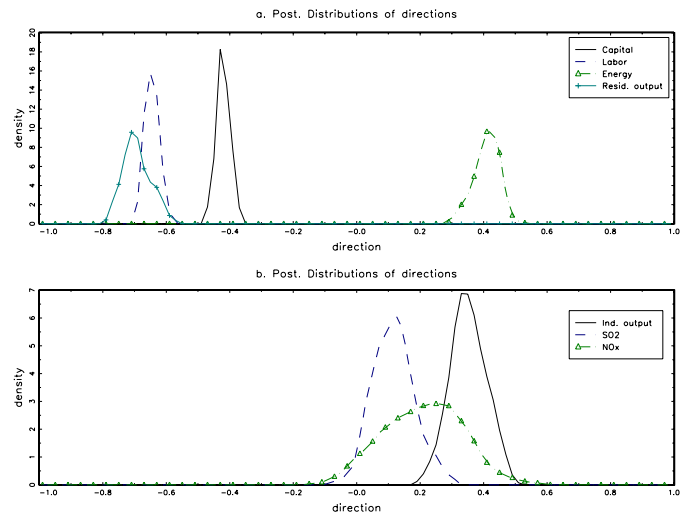 a. Post. Distributions of directions
density
20
18
16
14
12
10
8
6
4
2
0
Capital
Labor
Energy
Resid. output
-1.0 -0.8 -0.6 -0.4 -0.2 -0.0 0.2 0.4 0.6 0.8 1.0
direction
b. Post. Distributions of directions
density
7
6
5
4
3
2
1
0
Ind. output
SO2
NOx
-1.0 -0.8 -0.6 -0.4 -0.2 -0.0 0.2 0.4 0.6 0.8 1.0
direction